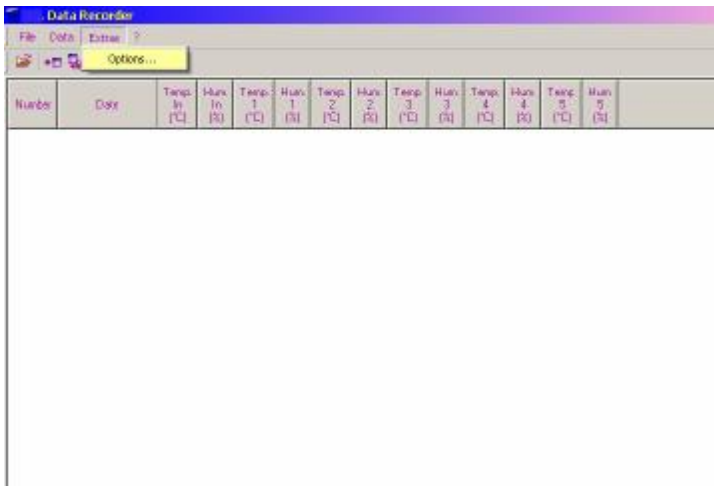 . Data Recorder
File Data Extras ?
Options...
Number Date Temp. In (°C) Hum. In (%) Temp. 1 (°C) Hum. 1 (%) Temp. 2 (°C) Hum. 2 (%) Temp. 3 (°C) Hum. 3 (%) Temp. 4 (°C) Hum. 4 (%) Temp. 5 (°C) Hum. 5 (%)